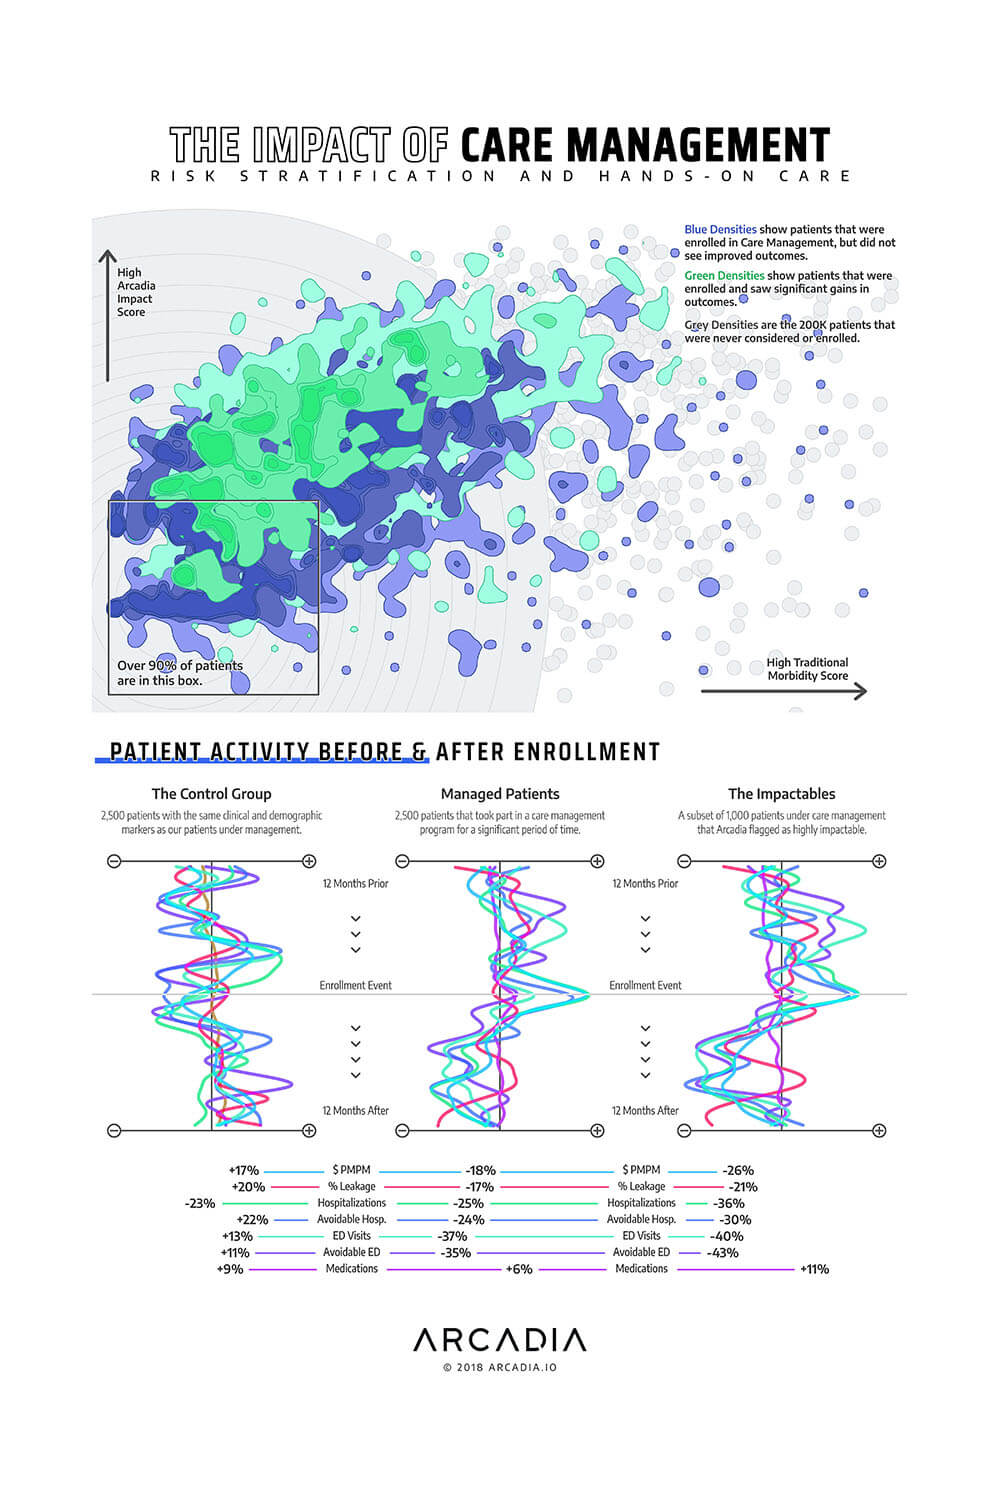 THE IMPACT OF CARE MANAGEMENT
RISK STRATIFICATION AND HANDS-ON CARE
High
Arcadia
Impact
Score
Blue Densities show patients that were
enrolled in Care Management, but did not
see improved outcomes.
Green Densities show patients that were
enrolled and saw significant gains in
outcomes.
Grey Densities are the 200K patients that
were never considered or enrolled.
Over 90% of patients
are in this box.
High Traditional
Morbidity Score
PATIENT ACTIVITY BEFORE & AFTER ENROLLMENT
The Control Group
2,500 patients with the same clinical and demographic
markers as our patients under management.
Managed Patients
2,500 patients that took part in a care management
program for a significant period of time.
The Impactables
A subset of 1,000 patients under care management
that Arcadia flagged as highly impactable.
12 Months Prior
12 Months Prior
Enrollment Event
Enrollment Event
12 Months After
12 Months After
+17% $ PMPM -18% $ PMPM -26%
+20% % Leakage -17% % Leakage -21%
-23% Hospitalizations -25% Hospitalizations -36%
+22% Avoidable Hosp. -24% Avoidable Hosp. -30%
+13% ED Visits -37% ED Visits -40%
+11% Avoidable ED -35% Avoidable ED -43%
+9% Medications +6% Medications +11%
ARCADIA
© 2018 ARCADIA.IO